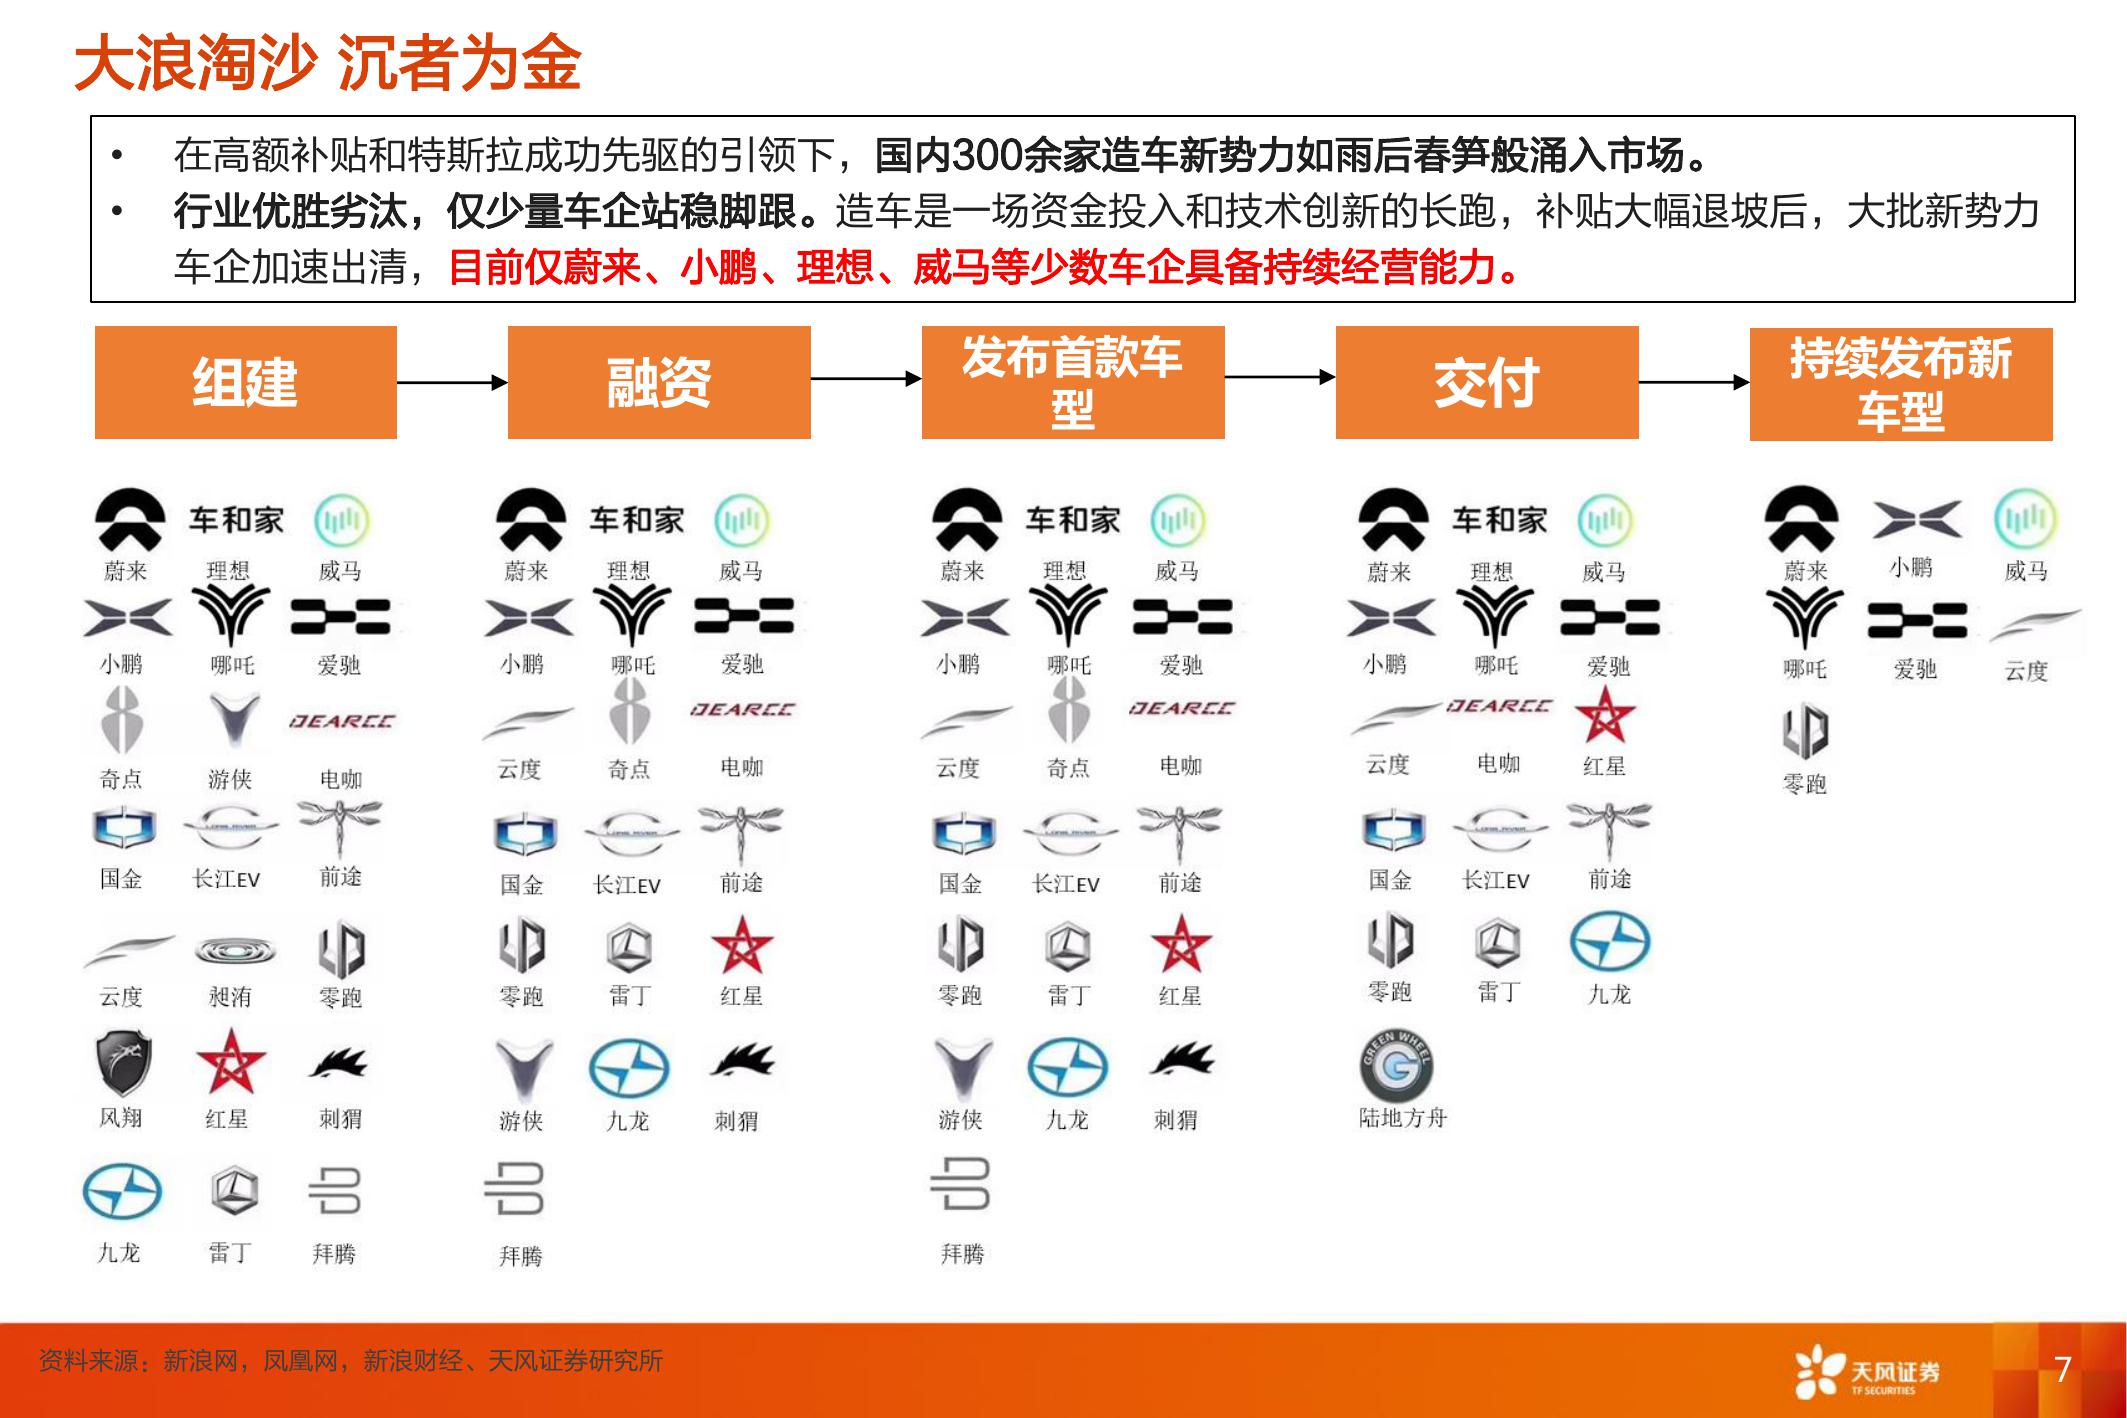 大浪淘沙 沉者为金
• 在高额补贴和特斯拉成功先驱的引领下，国内300余家造车新势力如雨后春笋般涌入市场。
• 行业优胜劣汰，仅少量车企站稳脚跟。造车是一场资金投入和技术创新的长跑，补贴大幅退坡后，大批新势力
车企加速出清，目前仅蔚来、小鹏、理想、威马等少数车企具备持续经营能力。
组建
融资
发布首款车
型
交付
持续发布新
车型
车和家
蔚来 理想 威马
小鹏 哪吒 爱驰
DEARCC
奇点 游侠 电咖
LONG RIVER
国金 长江EV 前途
云度 昶洧 零跑
风翔 红星 刺猬
九龙 雷丁 拜腾
车和家
蔚来 理想 威马
小鹏 哪吒 爱驰
DEARCC
云度 奇点 电咖
LONG RIVER
国金 长江EV 前途
零跑 雷丁 红星
游侠 九龙 刺猬
拜腾
车和家
蔚来 理想 威马
小鹏 哪吒 爱驰
DEARCC
云度 奇点 电咖
LONG RIVER
国金 长江EV 前途
零跑 雷丁 红星
游侠 九龙 刺猬
拜腾
车和家
蔚来 理想 威马
小鹏 哪吒 爱驰
DEARCC
云度 电咖 红星
LONG RIVER
国金 长江EV 前途
零跑 雷丁 九龙
GREEN WHEEL
G
陆地方舟
蔚来 小鹏 威马
哪吒 爱驰 云度
零跑
资料来源：新浪网，凤凰网，新浪财经、天风证券研究所
天风证券
TF SECURITIES
7